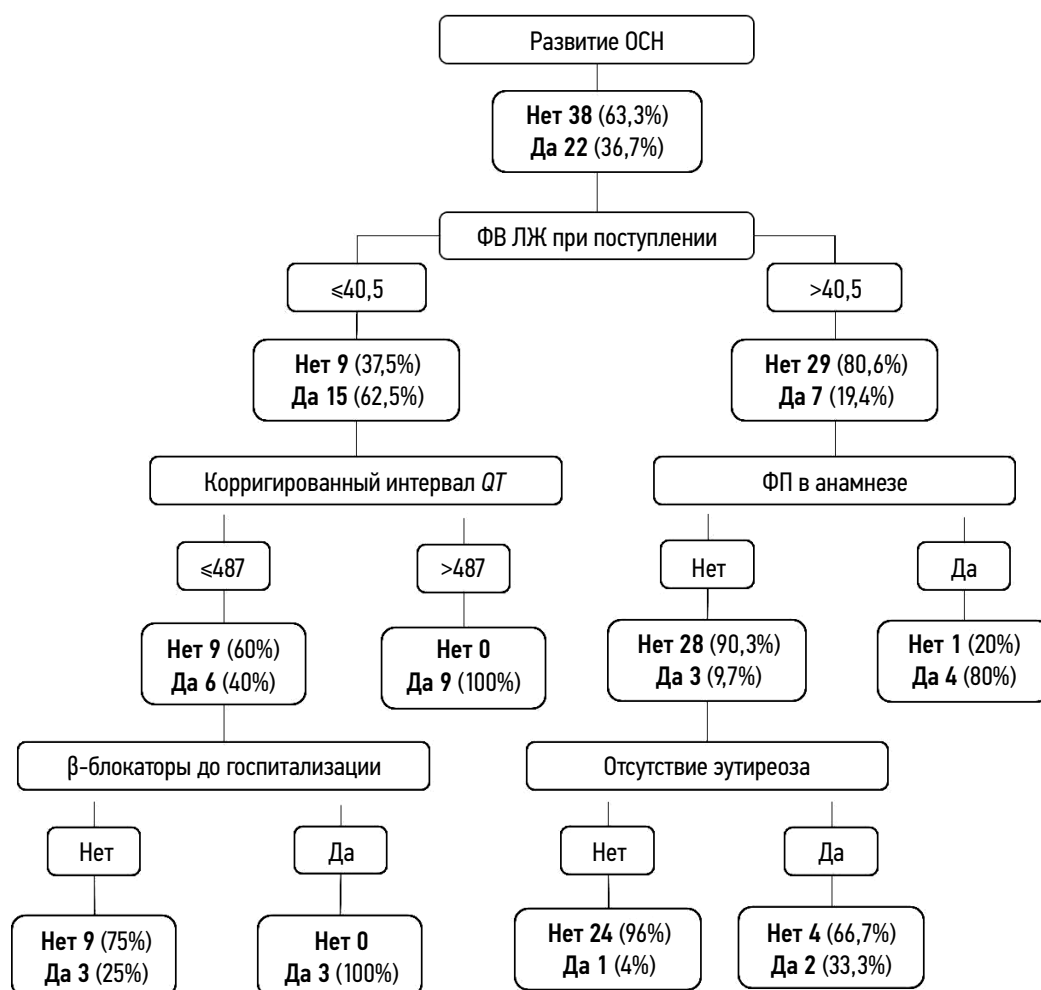 Развитие ОСН
Нет 38 (63,3%)
Да 22 (36,7%)
ФВ ЛЖ при поступлении
⩽40,5
>40,5
Нет 9 (37,5%)
Да 15 (62,5%)
Нет 29 (80,6%)
Да 7 (19,4%)
Корригированный интервал QT
ФП в анамнезе
⩽487
>487
Нет
Да
Нет 9 (60%)
Да 6 (40%)
Нет 0
Да 9 (100%)
Нет 28 (90,3%)
Да 3 (9,7%)
Нет 1 (20%)
Да 4 (80%)
β-блокаторы до госпитализации
Отсутствие эутиреоза
Нет
Да
Нет
Да
Нет 9 (75%)
Да 3 (25%)
Нет 0
Да 3 (100%)
Нет 24 (96%)
Да 1 (4%)
Нет 4 (66,7%)
Да 2 (33,3%)